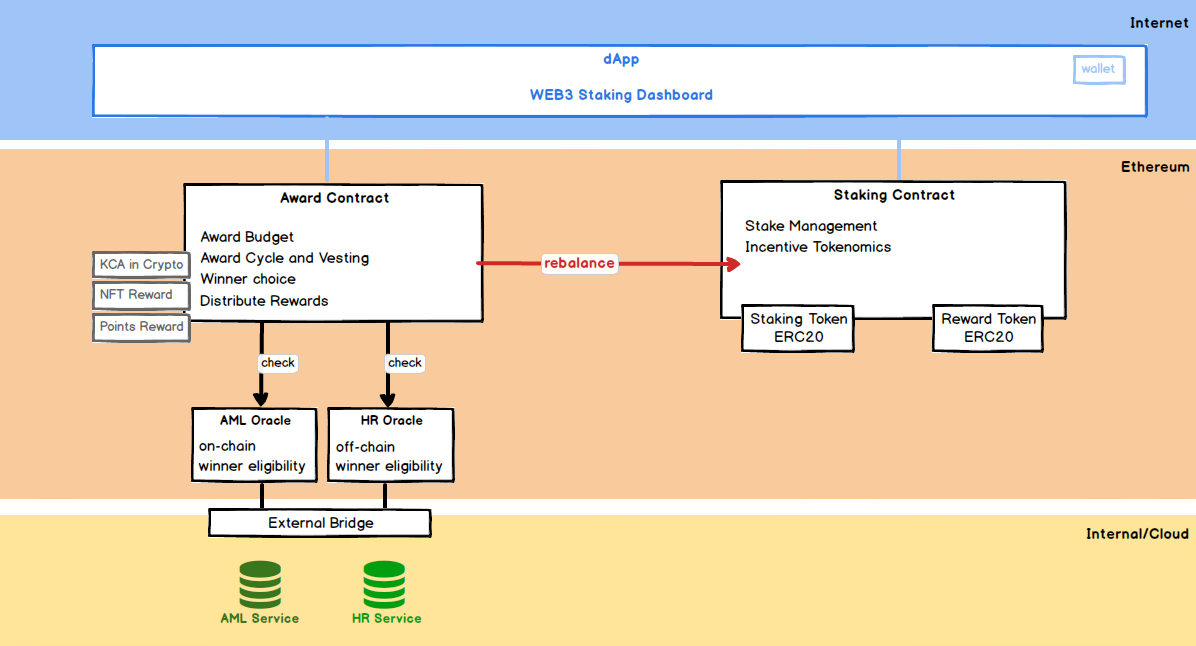 Internet
dApp
wallet
WEB3 Staking Dashboard
Ethereum
Award Contract
Award Budget
Award Cycle and Vesting
Winner choice
Distribute Rewards
KCA in Crypto
NFT Reward
Points Reward
rebalance
Staking Contract
Stake Management
Incentive Tokenomics
Staking Token
ERC20
Reward Token
ERC20
check
check
AML Oracle
on-chain
winner eligibility
HR Oracle
off-chain
winner eligibility
External Bridge
Internal/Cloud
AML Service
HR Service